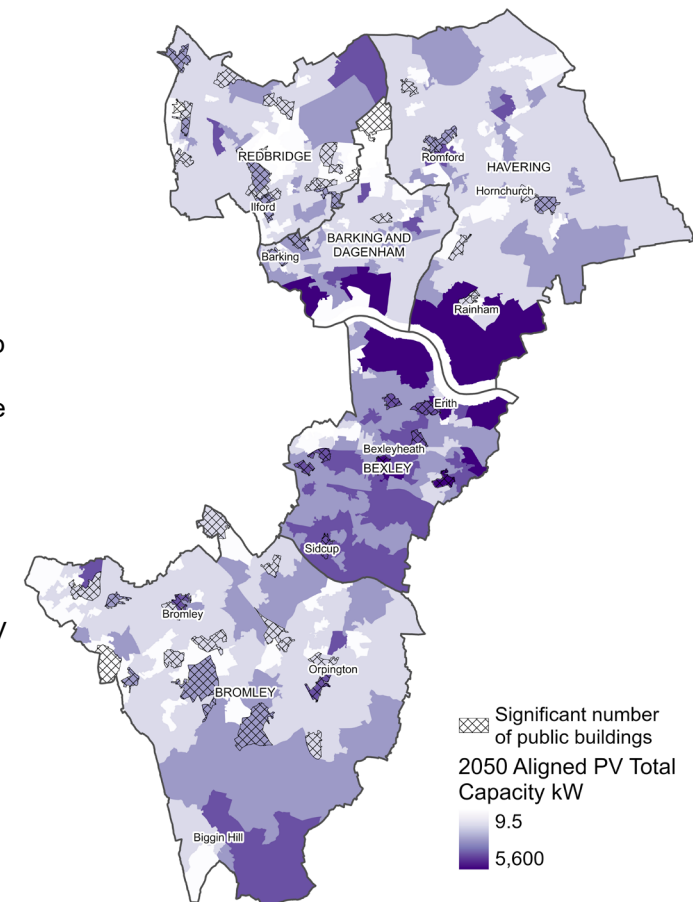 REDBRIDGE
Romford
HAVERING
Hornchurch
Ilford
BARKING AND
DAGENHAM
Barking
Rainham
Erith
Bexleyheath
BEXLEY
Sidcup
Bromley
Orpington
BROMLEY
Biggin Hill
Significant number
of public buildings
2050 Aligned PV Total
Capacity kW
9.5
5,600